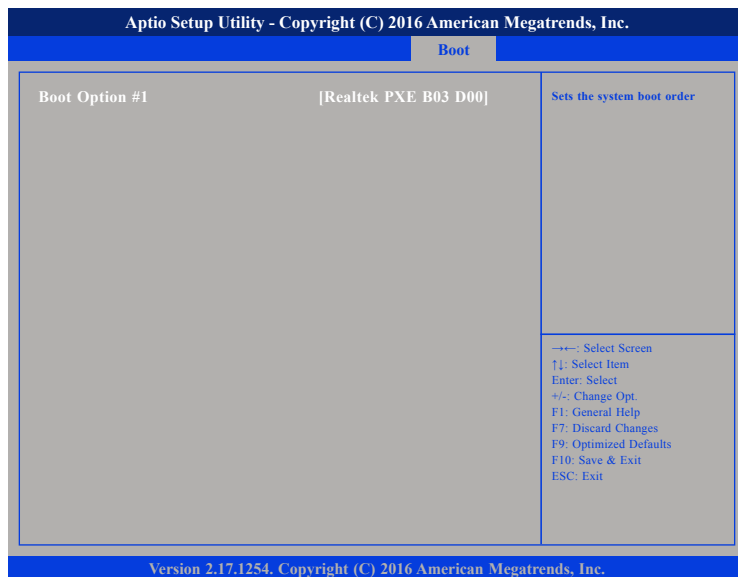 Aptio Setup Utility - Copyright (C) 2016 American Megatrends, Inc.
Boot
Boot Option #1 [Realtek PXE B03 D00]
Sets the system boot order
→←: Select Screen
↑↓: Select Item
Enter: Select
+/-: Change Opt.
F1: General Help
F7: Discard Changes
F9: Optimized Defaults
F10: Save & Exit
ESC: Exit
Version 2.17.1254. Copyright (C) 2016 American Megatrends, Inc.